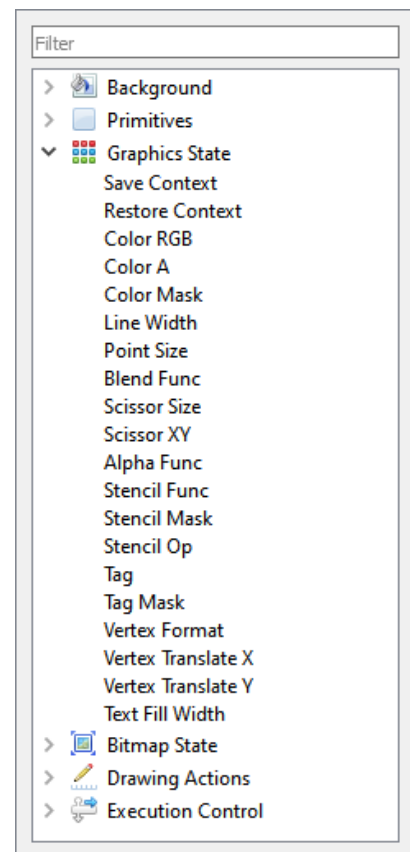 Filter
Background
Primitives
Graphics State
Save Context
Restore Context
Color RGB
Color A
Color Mask
Line Width
Point Size
Blend Func
Scissor Size
Scissor XY
Alpha Func
Stencil Func
Stencil Mask
Stencil Op
Tag
Tag Mask
Vertex Format
Vertex Translate X
Vertex Translate Y
Text Fill Width
Bitmap State
Drawing Actions
Execution Control